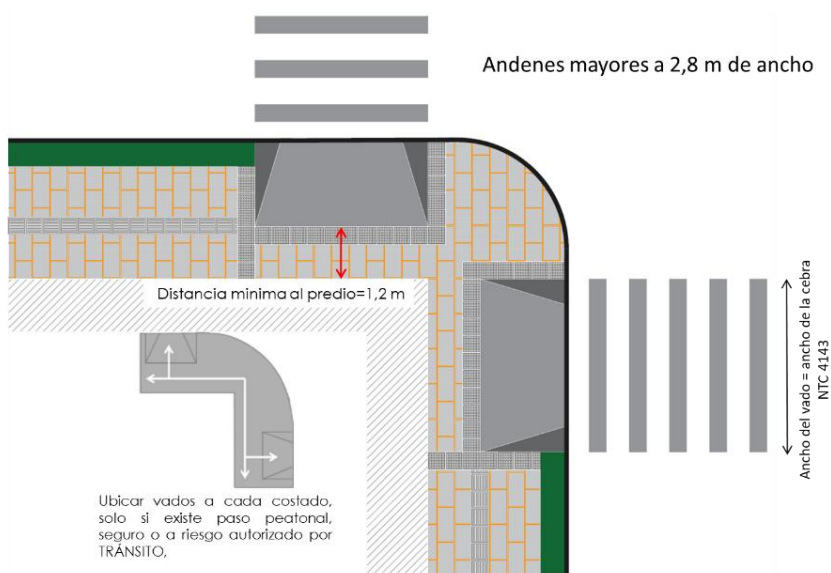 Andenes mayores a 2,8 m de ancho
Distancia minima al predio=1,2 m
Ancho del vado = ancho de la cebra
NTC 4143
Ubicar vados a cada costado,
solo si existe paso peatonal,
seguro o a riesgo autorizado por
TRÁNSITO,